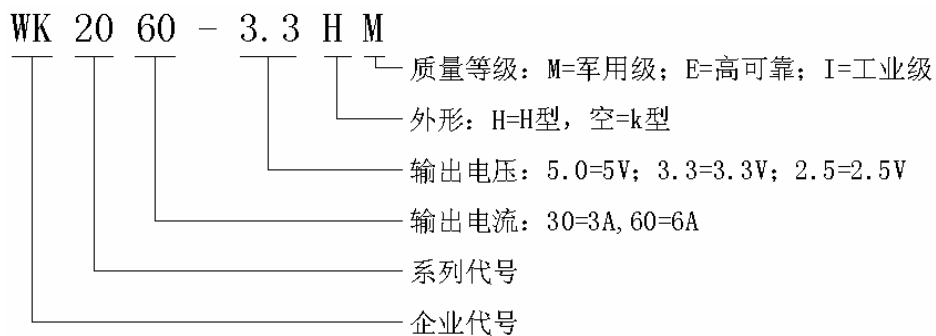 WK 20 60 - 3.3 H M
质量等级：M=军用级；E=高可靠；I=工业级
外形：H=H型，空=k型
输出电压：5.0=5V；3.3=3.3V；2.5=2.5V
输出电流：30=3A,60=6A
系列代号
企业代号